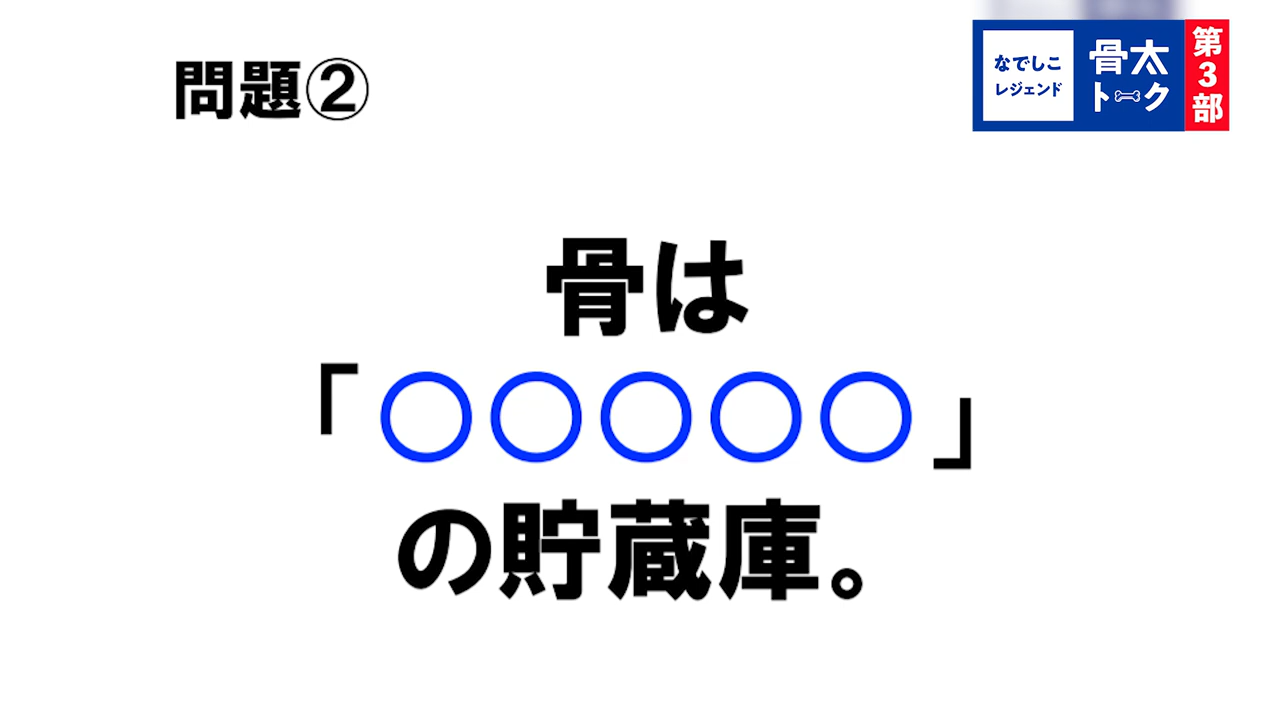 問題②
なでしこ
レジェンド
骨太
トーク
第3部
骨は
「○○○○○」
の貯蔵庫。